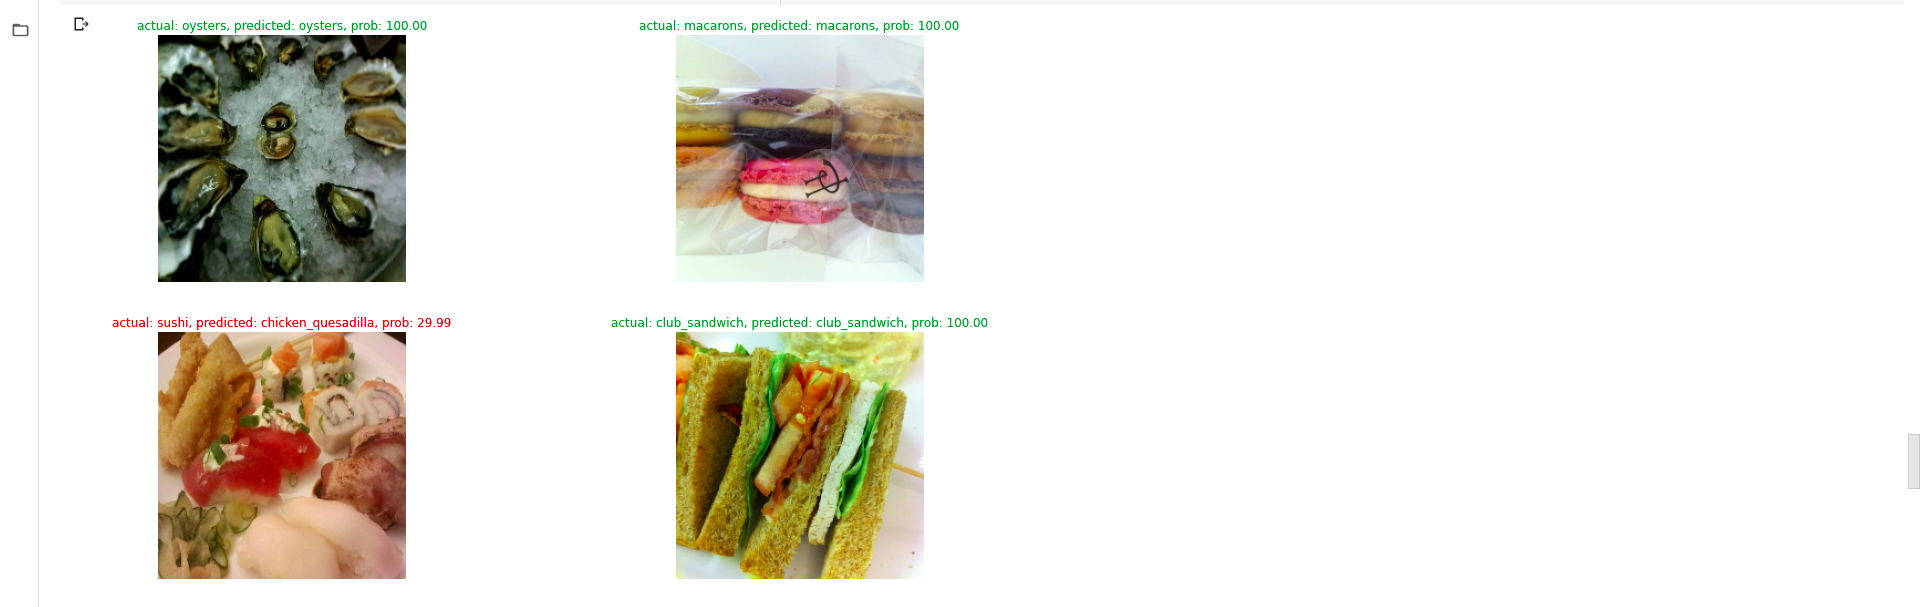 actual: oysters, predicted: oysters, prob: 100.00
actual: macarons, predicted: macarons, prob: 100.00
actual: sushi, predicted: chicken_quesadilla, prob: 29.99
actual: club_sandwich, predicted: club_sandwich, prob: 100.00